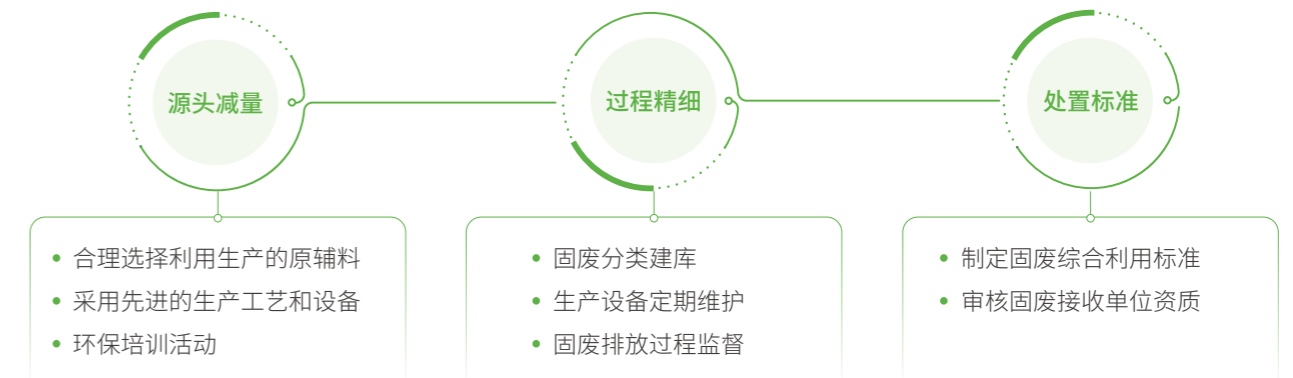 源头减量
过程精细
处置标准
• 合理选择利用生产的原辅料
• 采用先进的生产工艺和设备
• 环保培训活动
• 固废分类建库
• 生产设备定期维护
• 固废排放过程监督
• 制定固废综合利用标准
• 审核固废接收单位资质